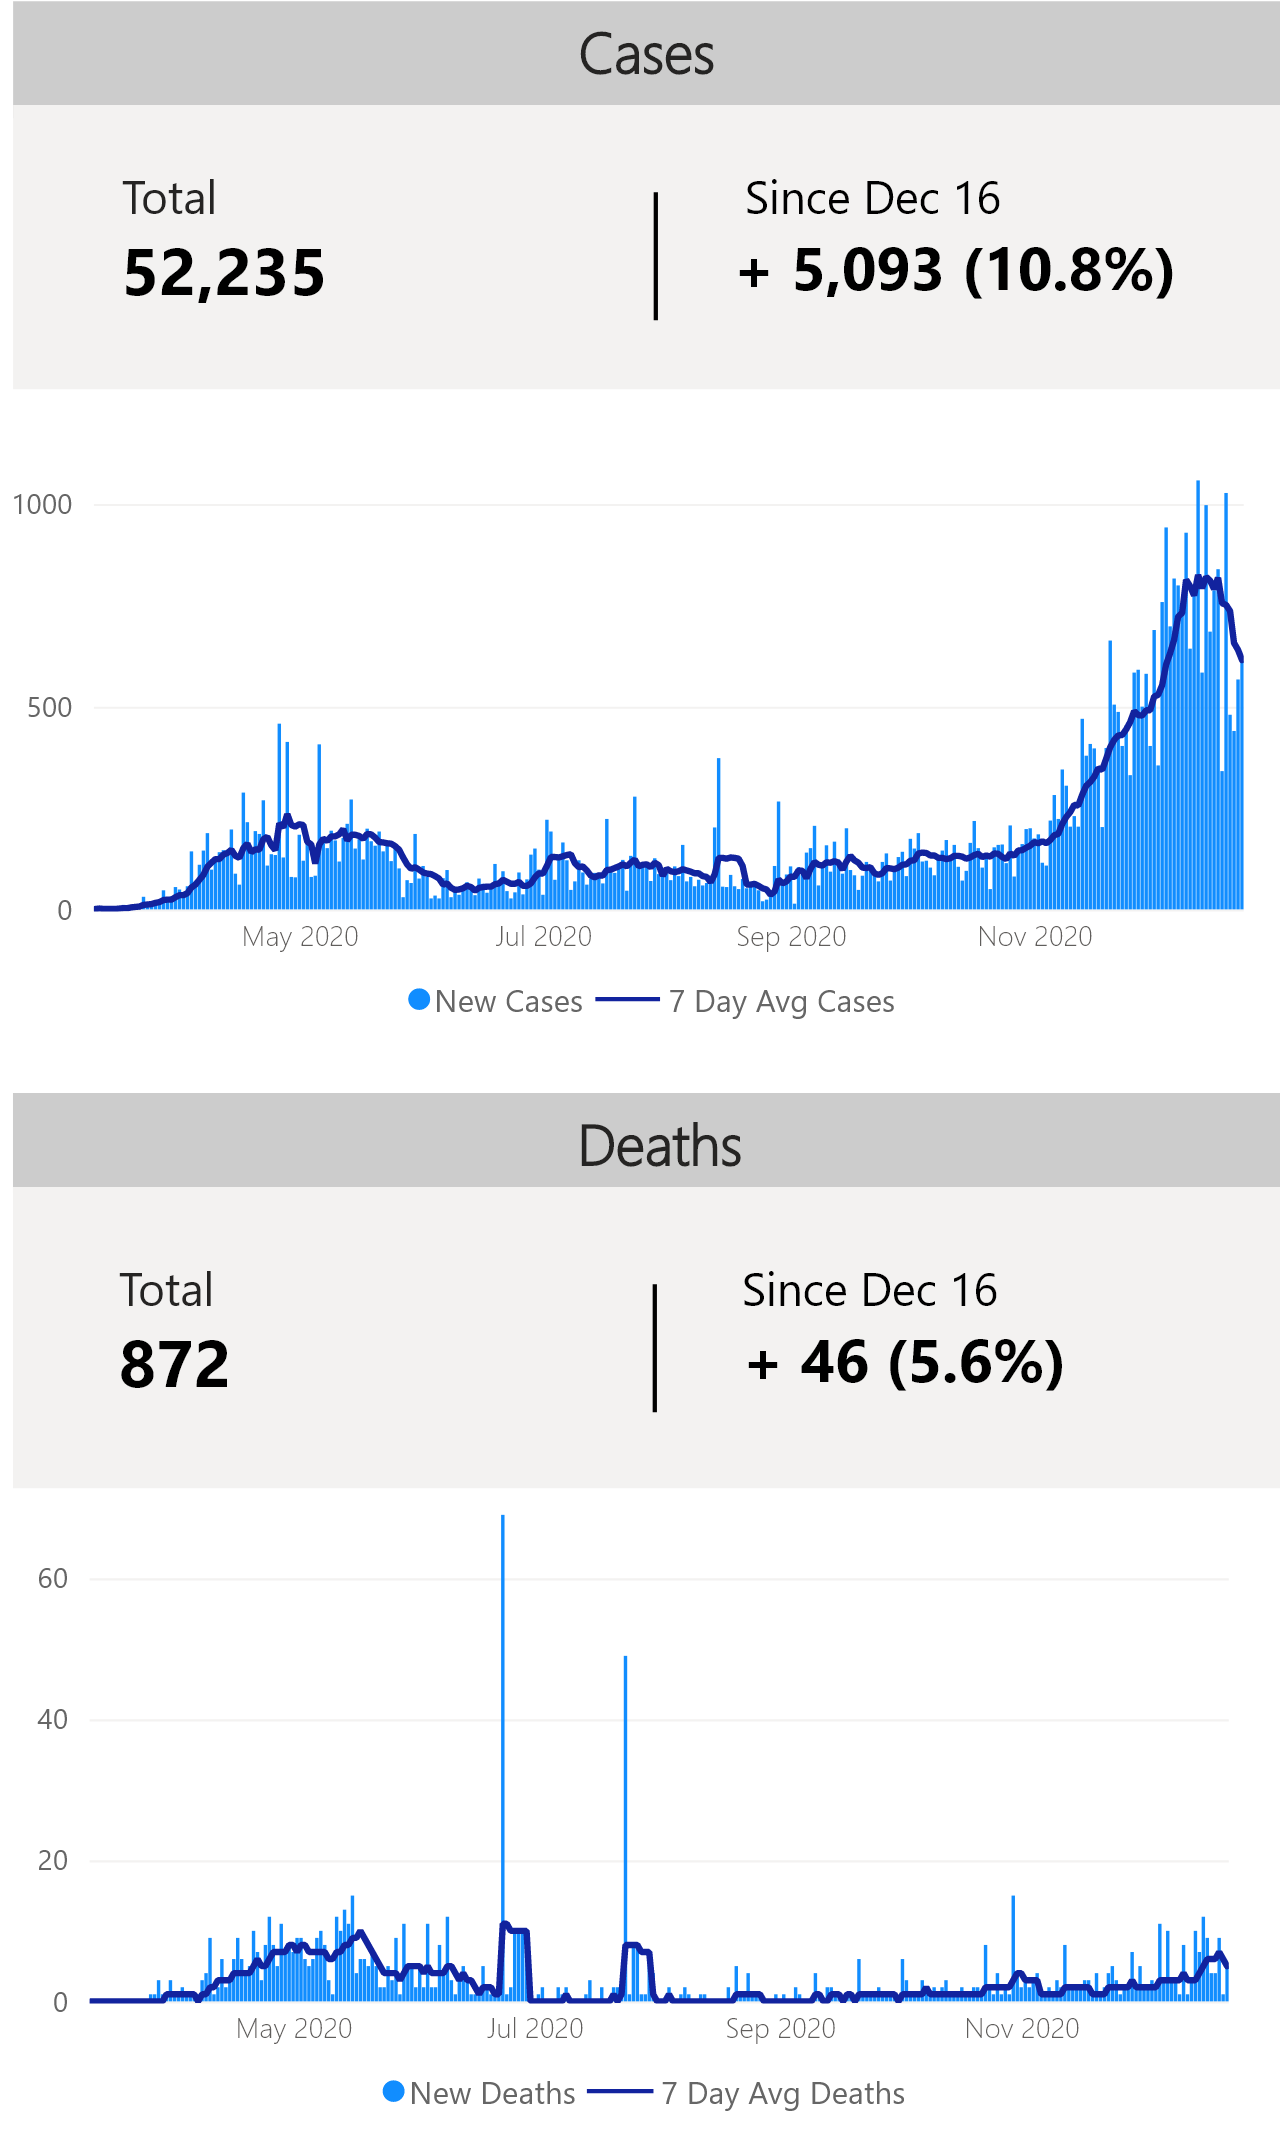 Cases
Total
Since Dec 16
52,235
+ 5,093 (10.8%)
1000
500
0
May 2020
Jul 2020
Sep 2020
Nov 2020
New Cases
7 Day Avg Cases
Deaths
Total
Since Dec 16
872
+ 46 (5.6%)
60
40
20
0
May 2020
Jul 2020
Sep 2020
Nov 2020
New Deaths
7 Day Avg Deaths